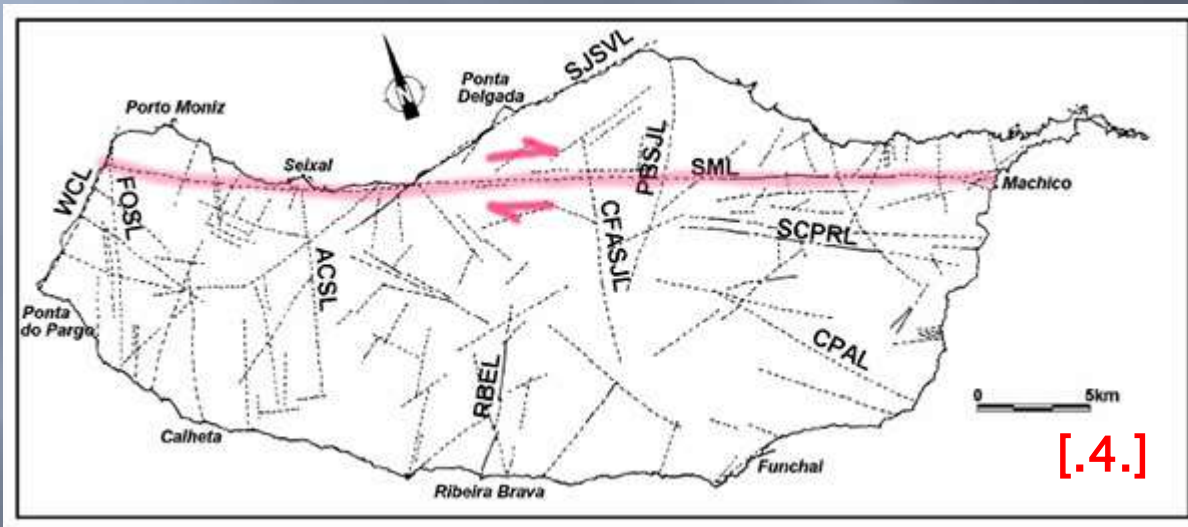 SJSVL
Ponta
Delgada
Porto Moniz
Seixal
PBSJL
SML
Machico
WCL
FOSL
SCPRL
CFASJL
ACSL
Ponta
do Pargo
RBEL
CPAL
0 5km
Calheta
Funchal
Ribeira Brava
[.4.]